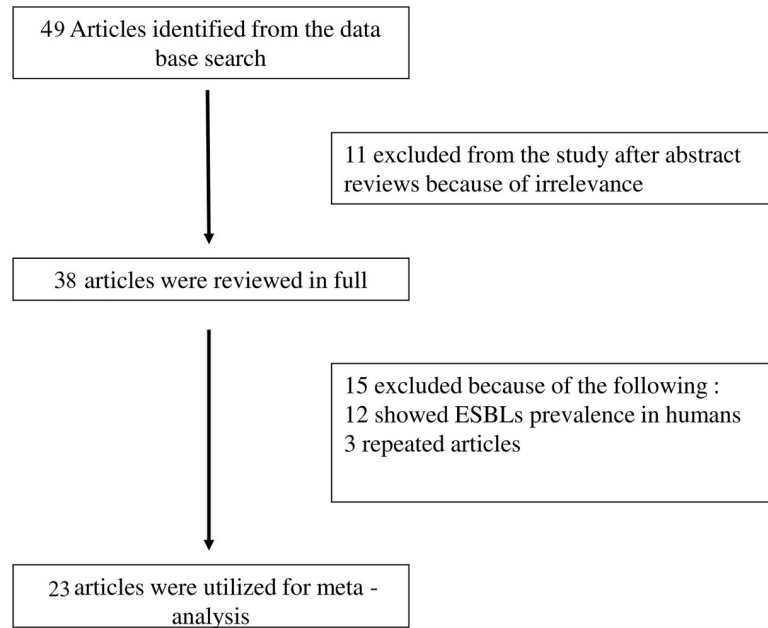 49 Articles identified from the data
base search
11 excluded from the study after abstract
reviews because of irrelevance
38 articles were reviewed in full
15 excluded because of the following :
12 showed ESBLs prevalence in humans
3 repeated articles
23 articles were utilized for meta -
analysis